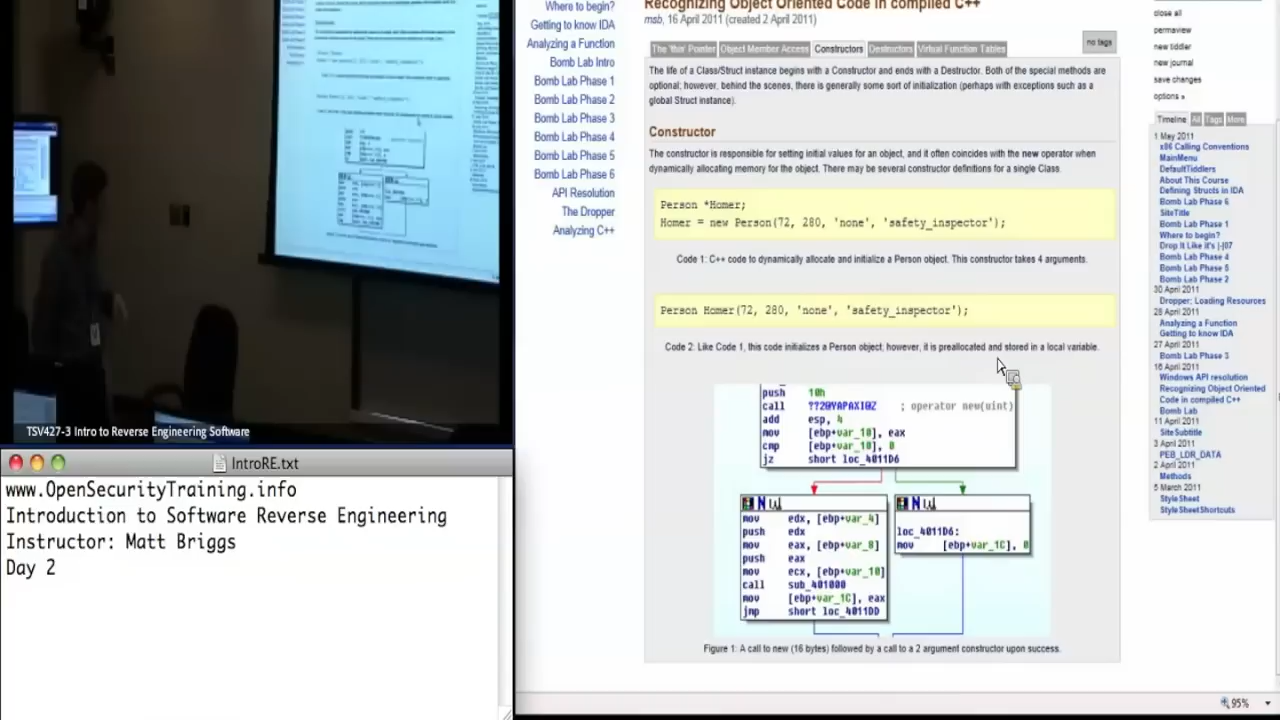 TSV427-3 Intro to Reverse Engineering Software
IntroRE.txt
www.OpenSecurityTraining.info
Introduction to Software Reverse Engineering
Instructor: Matt Briggs
Day 2
Where to begin?
Getting to know IDA
Analyzing a Function
Bomb Lab Intro
Bomb Lab Phase 1
Bomb Lab Phase 2
Bomb Lab Phase 3
Bomb Lab Phase 4
Bomb Lab Phase 5
Bomb Lab Phase 6
API Resolution
The Dropper
Analyzing C++
Recognizing Object Oriented Code in compiled C++
msb, 16 April 2011 (created 2 April 2011)
no tags
The 'this' Pointer Object Member Access Constructors Destructors Virtual Function Tables
The life of a Class/Struct instance begins with a Constructor and ends with a Destructor. Both of the special methods are
optional; however, behind the scenes, there is generally some sort of initialization (perhaps with exceptions such as a
global Struct instance).
Constructor
The constructor is responsible for setting initial values for an object, and it often coincides with the new operator when
dynamically allocating memory for the object. There may be several constructor definitions for a single Class.
Person *Homer;
Homer = new Person(72, 280, 'none', 'safety_inspector');
Code 1: C++ code to dynamically allocate and initialize a Person object. This constructor takes 4 arguments.
Person Homer(72, 280, 'none', 'safety_inspector');
Code 2: Like Code 1, this code initializes a Person object; however, it is preallocated and stored in a local variable.
push 10h
call ??2@YAPAXI@Z ; operator new(uint)
add esp, 4
mov [ebp+var_10], eax
cmp [ebp+var_10], 0
jz short loc_4011D6
mov edx, [ebp+var_4]
push edx
mov eax, [ebp+var_8]
push eax
mov ecx, [ebp+var_10]
call sub_401000
mov [ebp+var_1C], eax
jmp short loc_4011DD
loc_4011D6:
mov [ebp+var_1C], 0
Figure 1: A call to new (16 bytes) followed by a call to a 2 argument constructor upon success.
close all
permaview
new tiddler
new journal
save changes
options »
Timeline All Tags More
1 May 2011
x86 Calling Conventions
MainMenu
DefaultTiddlers
About This Course
Defining Structs in IDA
Bomb Lab Phase 6
SiteTitle
Bomb Lab Phase 1
Where to begin?
Drop It Like it's |-|07
Bomb Lab Phase 4
Bomb Lab Phase 5
Bomb Lab Phase 2
30 April 2011
Dropper: Loading Resources
28 April 2011
Analyzing a Function
Getting to know IDA
27 April 2011
Bomb Lab Phase 3
16 April 2011
Windows API resolution
Recognizing Object Oriented
Code in compiled C++
Bomb Lab
11 April 2011
SiteSubtitle
3 April 2011
PEB_LDR_DATA
2 April 2011
Methods
5 March 2011
StyleSheet
StyleSheetShortcuts
95%